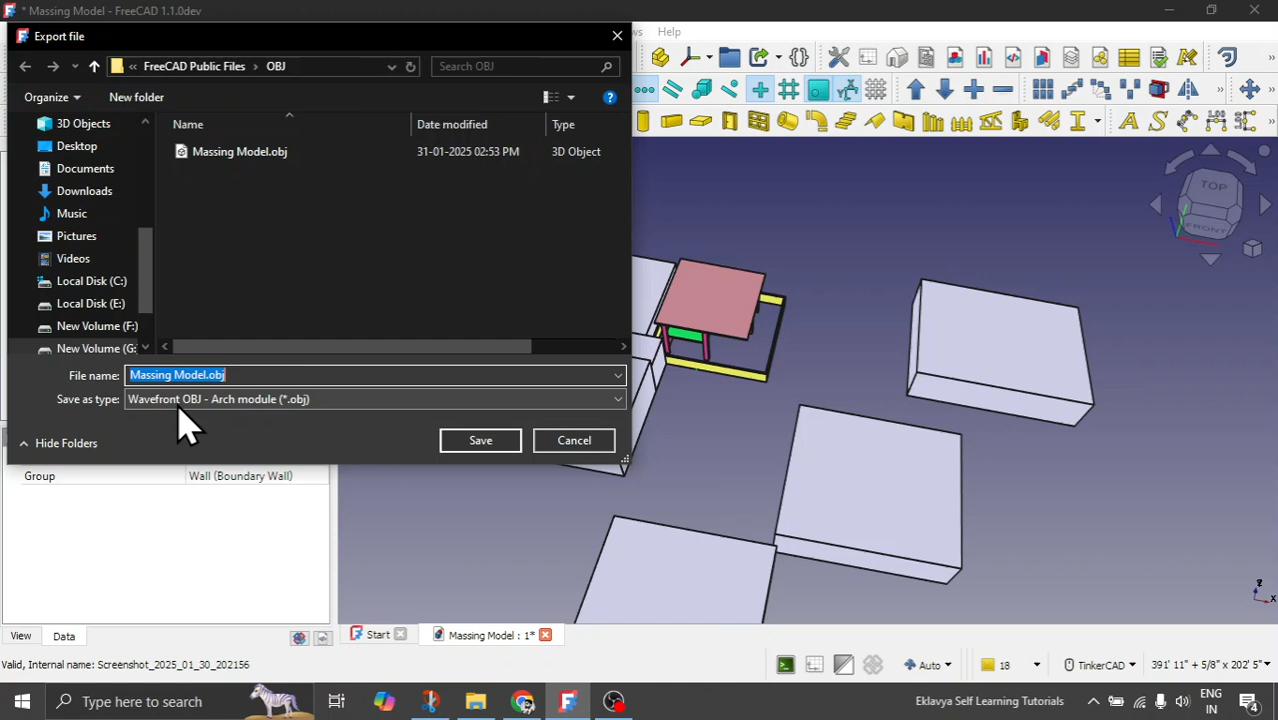 * Massing Model - FreeCAD 1.1.0dev
Export file
ws Help
« FreeCAD Public Files > OBJ
Search OBJ
Organize
New folder
3D Objects
Desktop
Documents
Downloads
Music
Pictures
Videos
Local Disk (C:)
Local Disk (E:)
New Volume (F:)
New Volume (G:
Name
Date modified
Type
Massing Model.obj
31-01-2025 02:53 PM
3D Object
File name:
Massing Model.obj
Save as type:
Wavefront OBJ - Arch module (*.obj)
Hide Folders
Save
Cancel
TOP
FRONT
Group
Wall (Boundary Wall)
z
x
View
Data
Start
Massing Model : 1*
Valid, Internal name: Screenshot_2025_01_30_202156
Auto
18
TinkerCAD
391' 11" + 5/8" x 202' 5"
Type here to search
Eklavya Self Learning Tutorials
ENG
IN
4